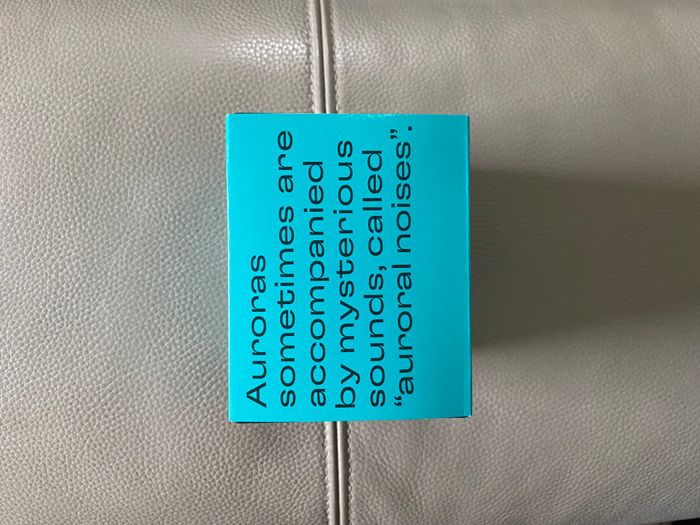 Auroras
sometimes are
accompanied
by mysterious
sounds, called
“auroral noises”.